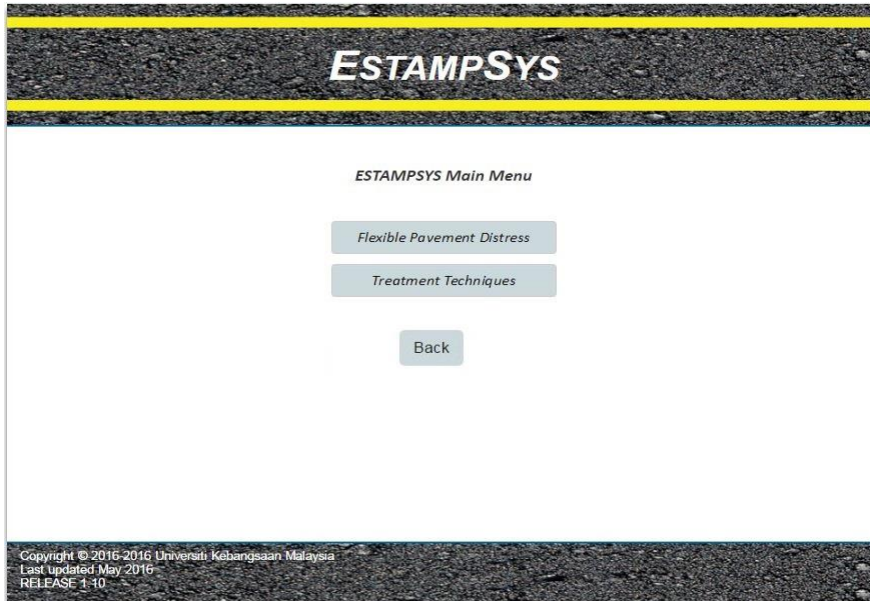 ESTAMPSYS
ESTAMPSYS Main Menu
Flexible Pavement Distress
Treatment Techniques
Back
Copyright © 2016-2016 Universiti Kebangsaan Malaysia
Last updated May 2016
RELEASE 1-10